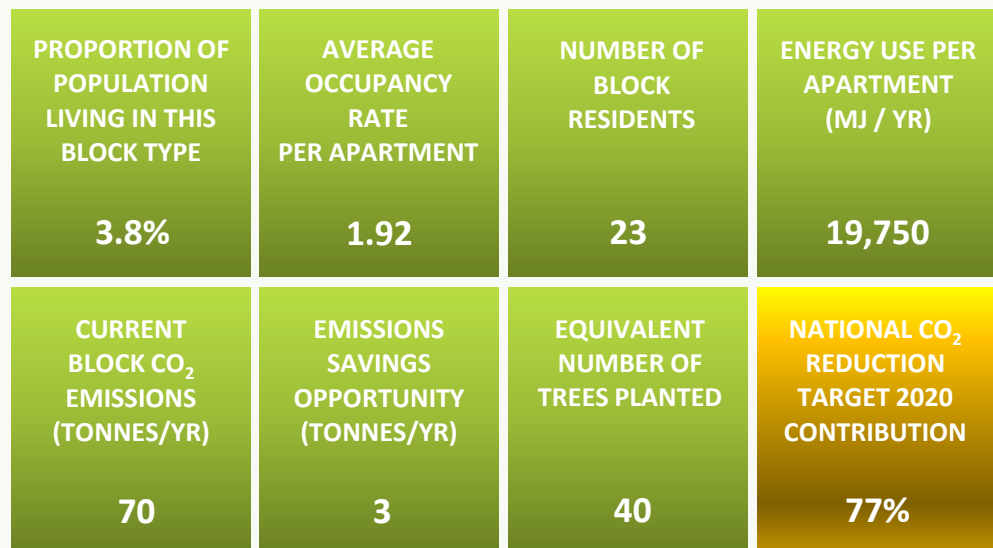 PROPORTION OF
POPULATION
LIVING IN THIS
BLOCK TYPE
3.8%
AVERAGE
OCCUPANCY
RATE
PER APARTMENT
1.92
NUMBER OF
BLOCK
RESIDENTS
23
ENERGY USE PER
APARTMENT
(MJ / YR)
19,750
CURRENT
BLOCK CO₂
EMISSIONS
(TONNES/YR)
70
EMISSIONS
SAVINGS
OPPORTUNITY
(TONNES/YR)
3
EQUIVALENT
NUMBER OF
TREES PLANTED
40
NATIONAL CO₂
REDUCTION
TARGET 2020
CONTRIBUTION
77%